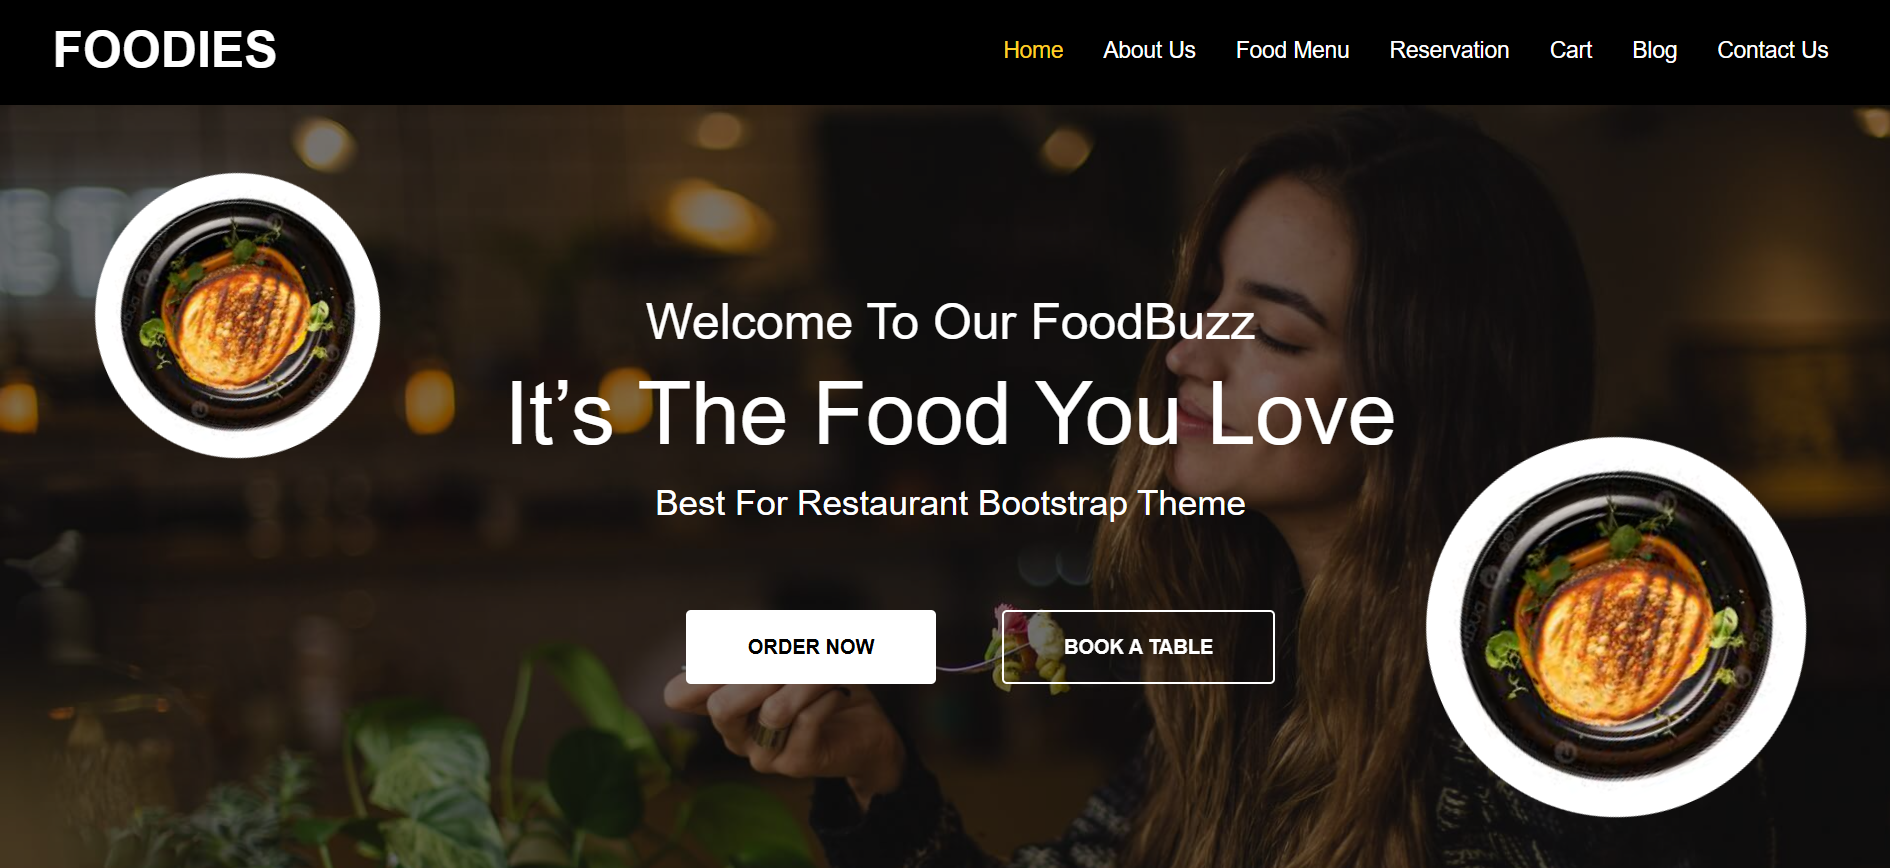 FOODIES
Home About Us Food Menu Reservation Cart Blog Contact Us
Welcome To Our FoodBuzz
It’s The Food You Love
Best For Restaurant Bootstrap Theme
ORDER NOW BOOK A TABLE